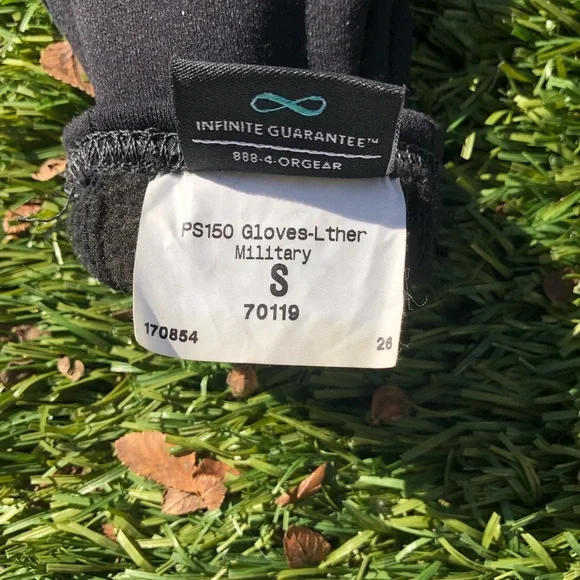 INFINITE GUARANTEE™
888-4-ORGEAR
PS150 Gloves-Lther
Military
S
70119
170854 26